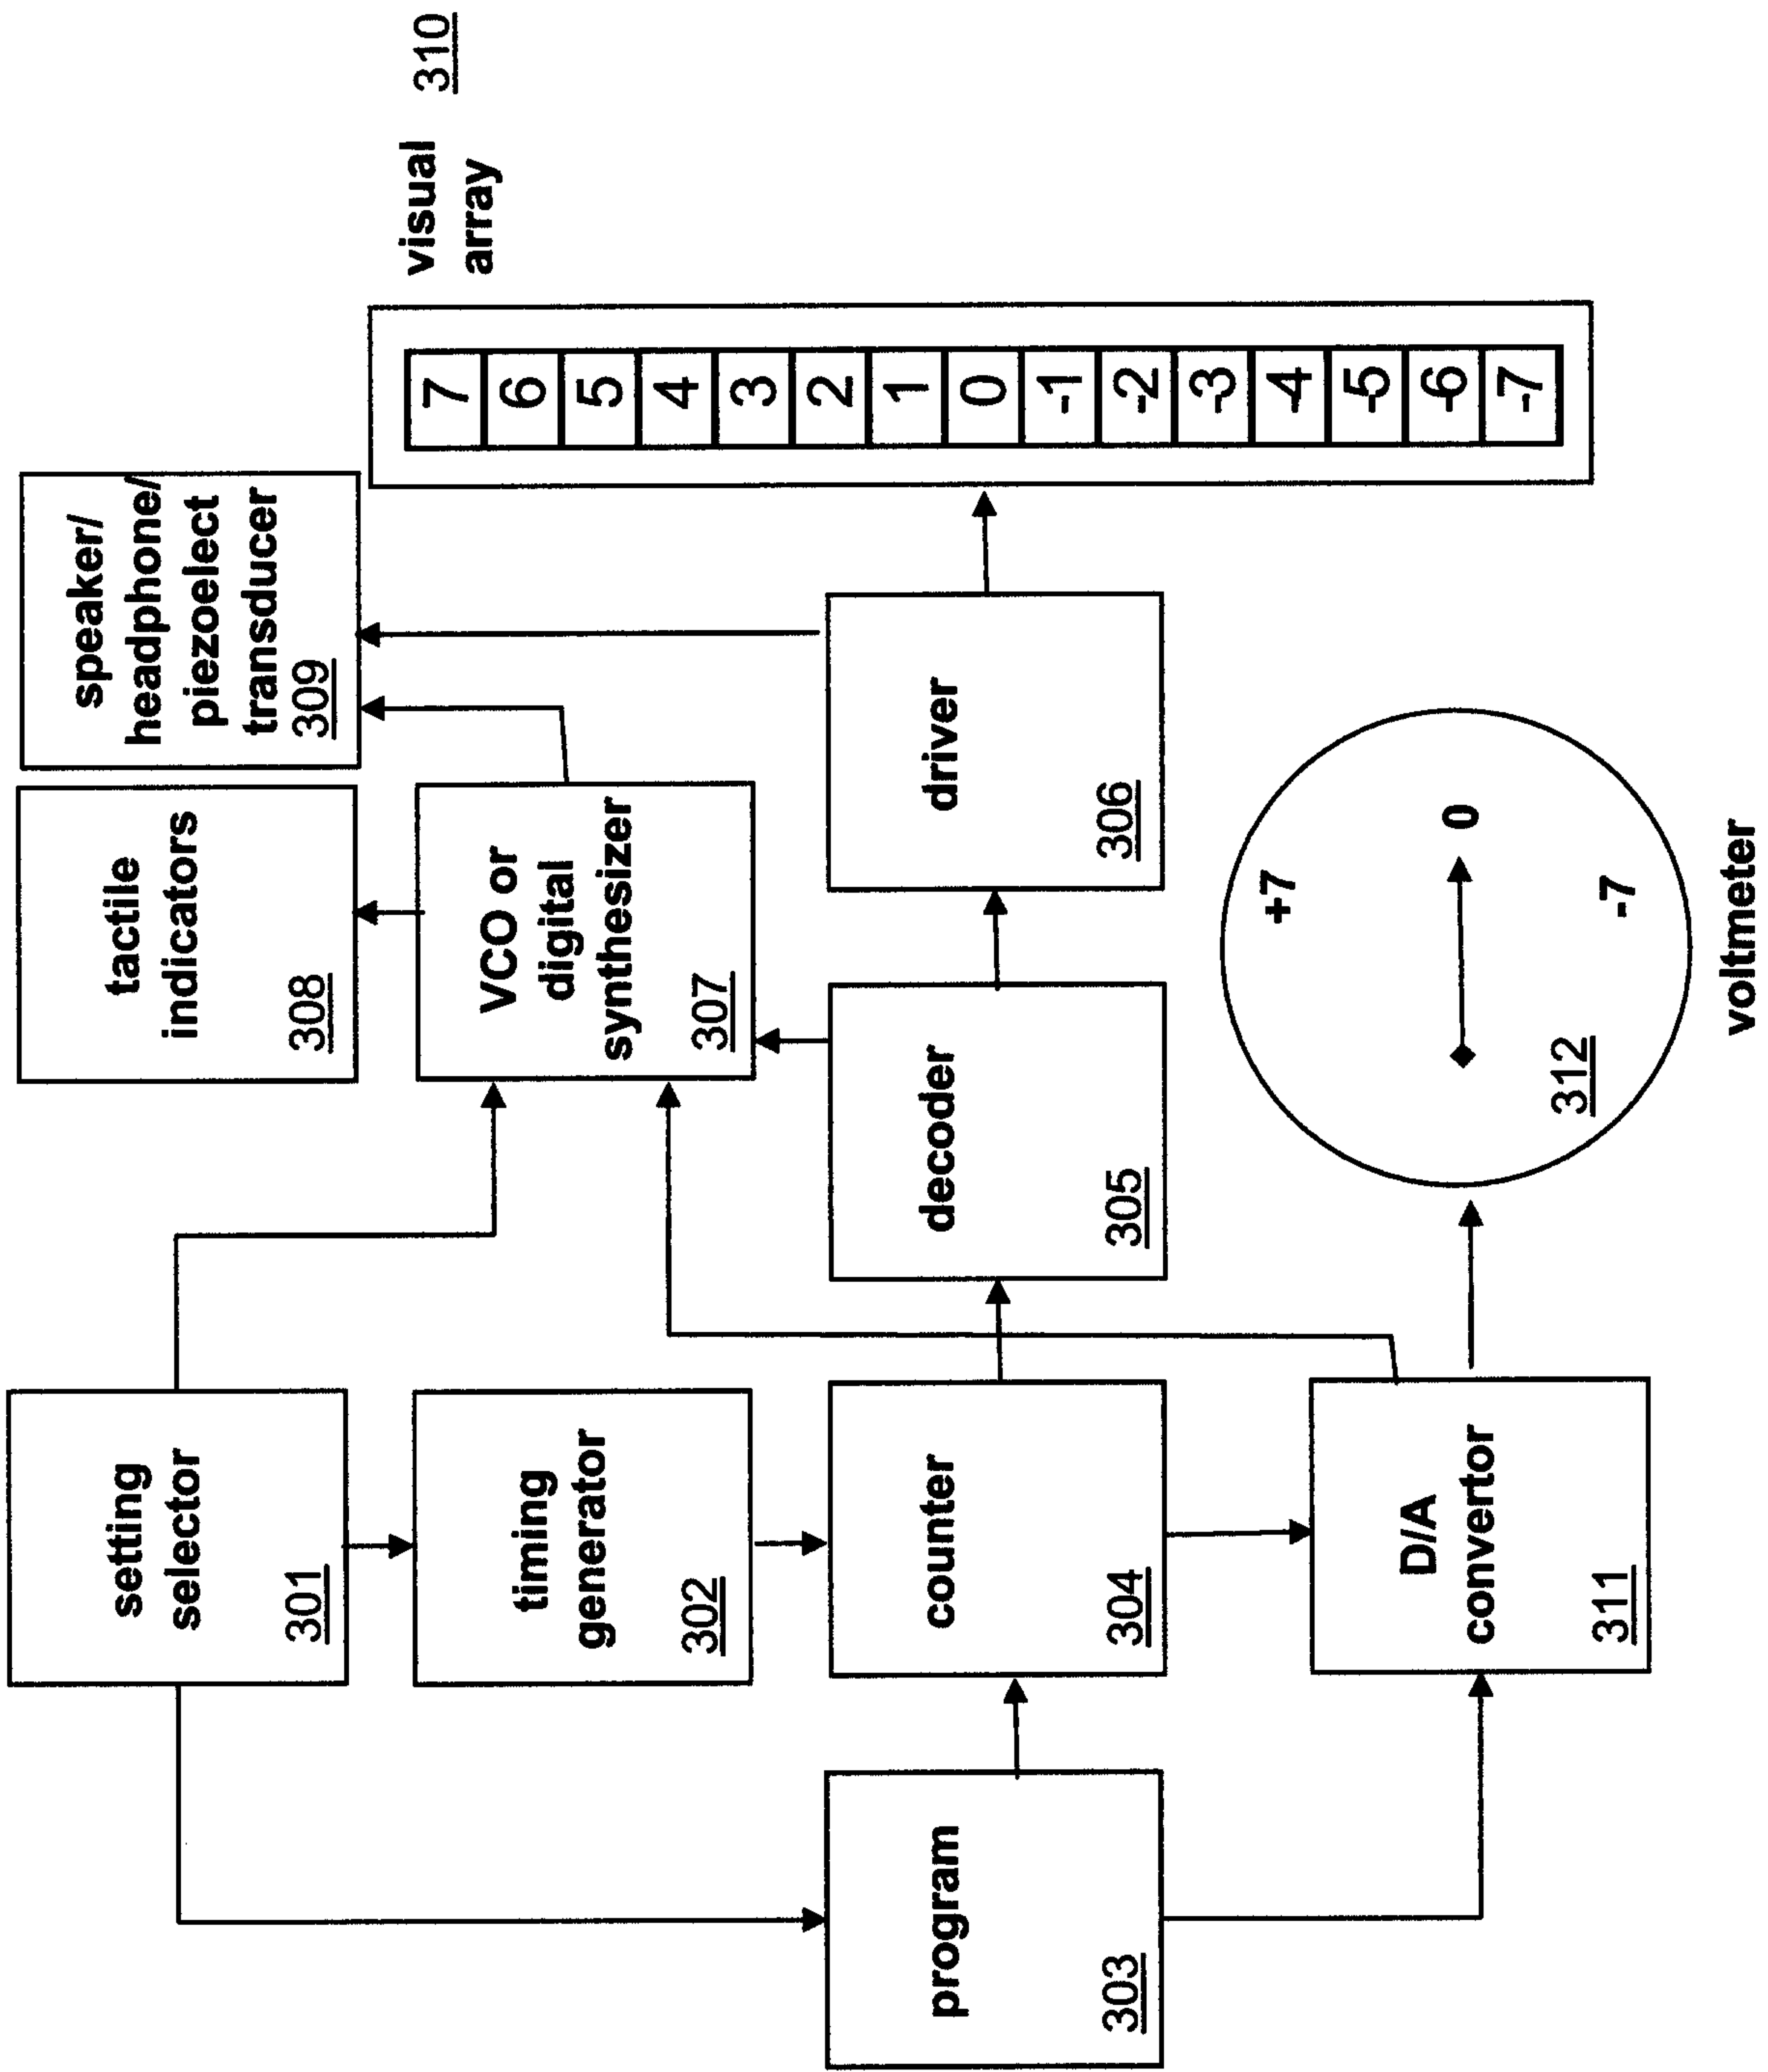 setting
selector
301
timing
generator
302
program
303
counter
304
D/A
convertor
311
decoder
305
driver
306
VCO or
digital
synthesizer
307
tactile
indicators
308
speaker/
headphone/
piezoelect
transducer
309
visual
array
310
7
6
5
4
3
2
1
0
-1
-2
-3
-4
-5
-6
-7
+7
0
-7
312
voltmeter